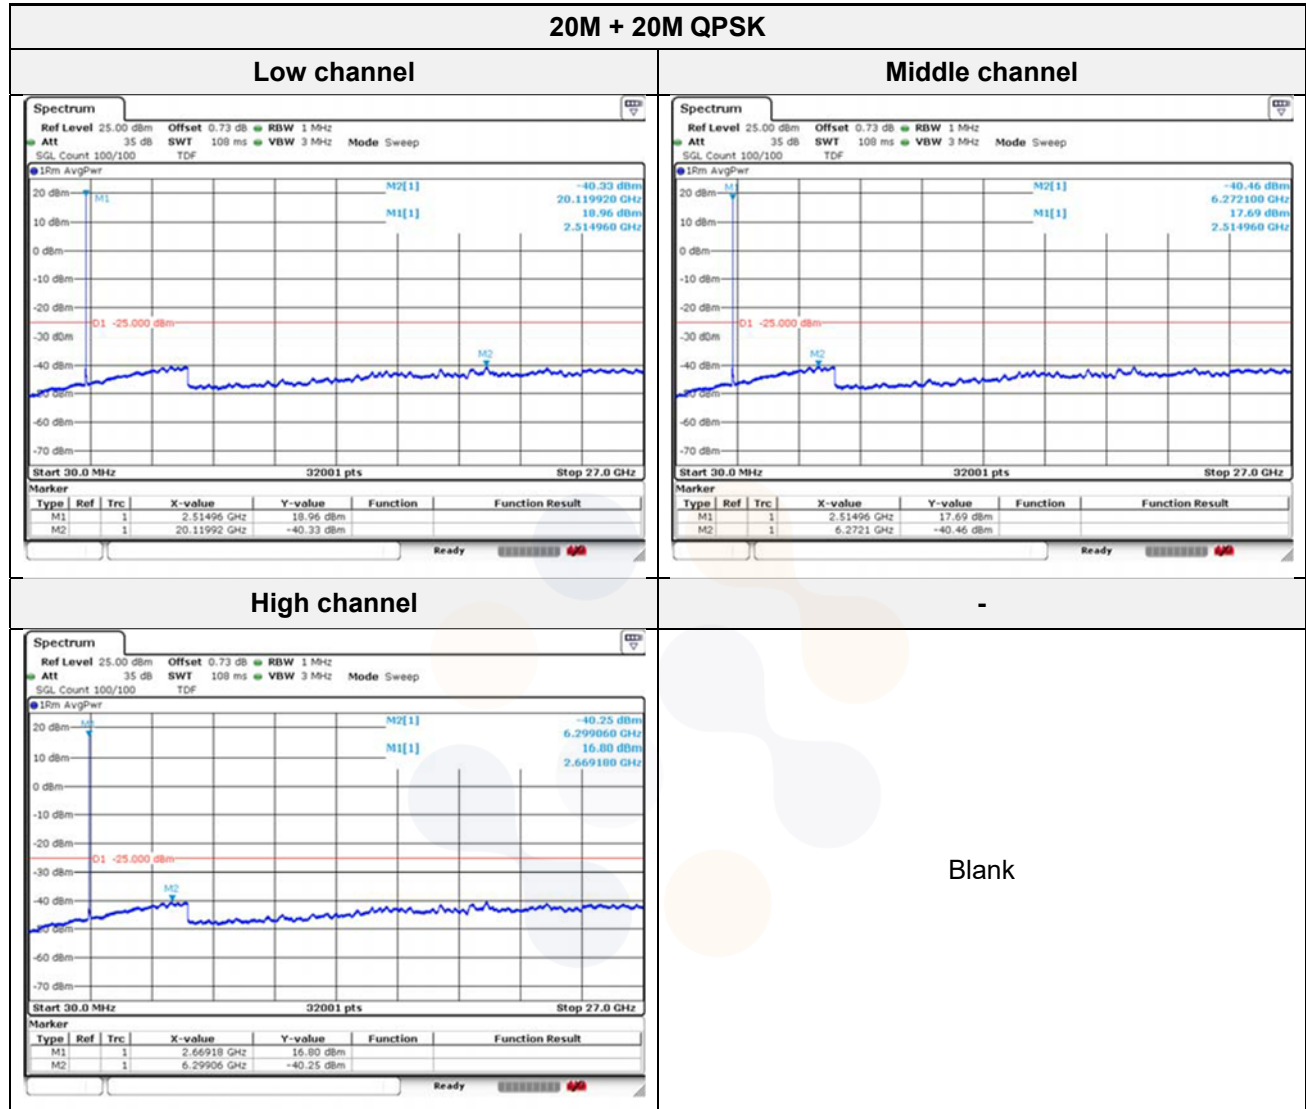 20M + 20M QPSK
Low channel
Middle channel
Spectrum
Ref Level 25.00 dBm Offset 0.73 dB RBW 1 MHz
Att 35 dB SWT 108 ms VBW 3 MHz Mode Sweep
SGL Count 100/100 TDF
1Rm AvgPwr
M2[1] -40.33 dBm
20.119920 GHz
M1[1] 18.96 dBm
2.514960 GHz
20 dBm
M1
10 dBm
0 dBm
-10 dBm
-20 dBm
D1 -25.000 dBm
-30 dBm
M2
-40 dBm
-50 dBm
-60 dBm
-70 dBm
Start 30.0 MHz 32001 pts Stop 27.0 GHz
Marker
Type Ref Trc X-value Y-value Function Function Result
M1 1 2.51496 GHz 18.96 dBm
M2 1 20.11992 GHz -40.33 dBm
Ready
Spectrum
Ref Level 25.00 dBm Offset 0.73 dB RBW 1 MHz
Att 35 dB SWT 108 ms VBW 3 MHz Mode Sweep
SGL Count 100/100 TDF
1Rm AvgPwr
M2[1] -40.46 dBm
6.272100 GHz
M1[1] 17.69 dBm
2.514960 GHz
20 dBm
M1
10 dBm
0 dBm
-10 dBm
-20 dBm
D1 -25.000 dBm
-30 dBm
M2
-40 dBm
-50 dBm
-60 dBm
-70 dBm
Start 30.0 MHz 32001 pts Stop 27.0 GHz
Marker
Type Ref Trc X-value Y-value Function Function Result
M1 1 2.51496 GHz 17.69 dBm
M2 1 6.2721 GHz -40.46 dBm
Ready
High channel
-
Spectrum
Ref Level 25.00 dBm Offset 0.73 dB RBW 1 MHz
Att 35 dB SWT 108 ms VBW 3 MHz Mode Sweep
SGL Count 100/100 TDF
1Rm AvgPwr
M2[1] -40.25 dBm
6.299060 GHz
M1[1] 16.80 dBm
2.669180 GHz
20 dBm
M1
10 dBm
0 dBm
-10 dBm
-20 dBm
D1 -25.000 dBm
-30 dBm
M2
-40 dBm
-50 dBm
-60 dBm
-70 dBm
Start 30.0 MHz 32001 pts Stop 27.0 GHz
Marker
Type Ref Trc X-value Y-value Function Function Result
M1 1 2.66918 GHz 16.80 dBm
M2 1 6.29906 GHz -40.25 dBm
Ready
Blank